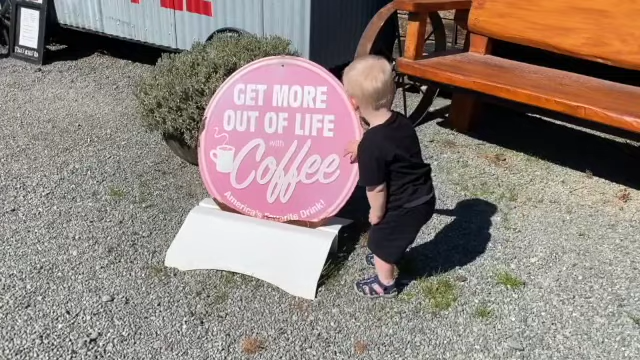 GET MORE
OUT OF LIFE
with
Coffee
America's Favorite Drink!